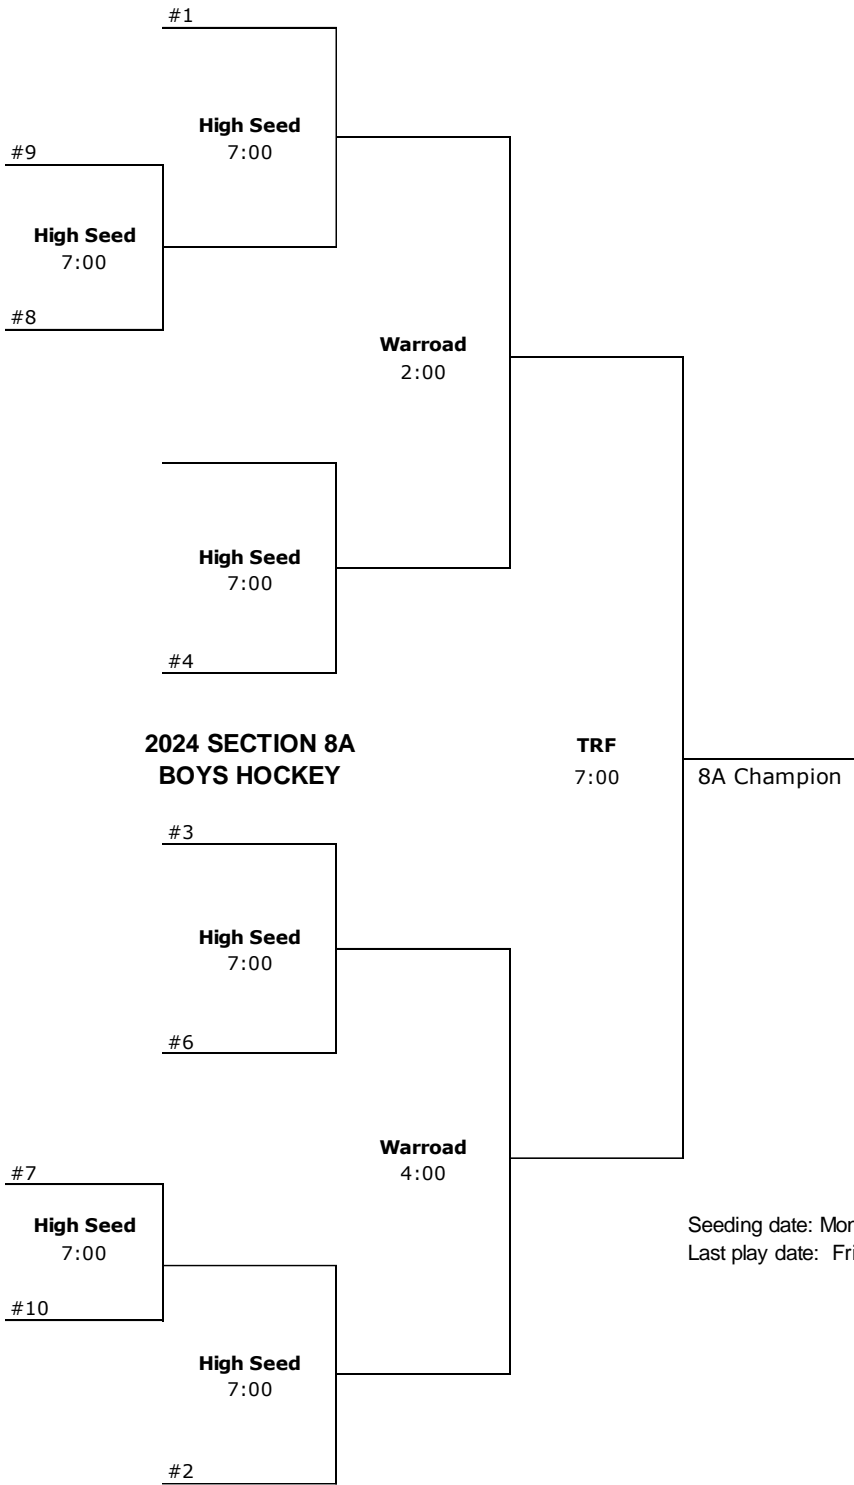 #1
High Seed
7:00
#9
High Seed
7:00
#8
Warroad
2:00
High Seed
7:00
#4
2024 SECTION 8A
BOYS HOCKEY
TRF
7:00
8A Champion
#3
High Seed
7:00
#6
Warroad
4:00
#7
High Seed
7:00
#10
Seeding date: Mon
Last play date: Fri
High Seed
7:00
#2